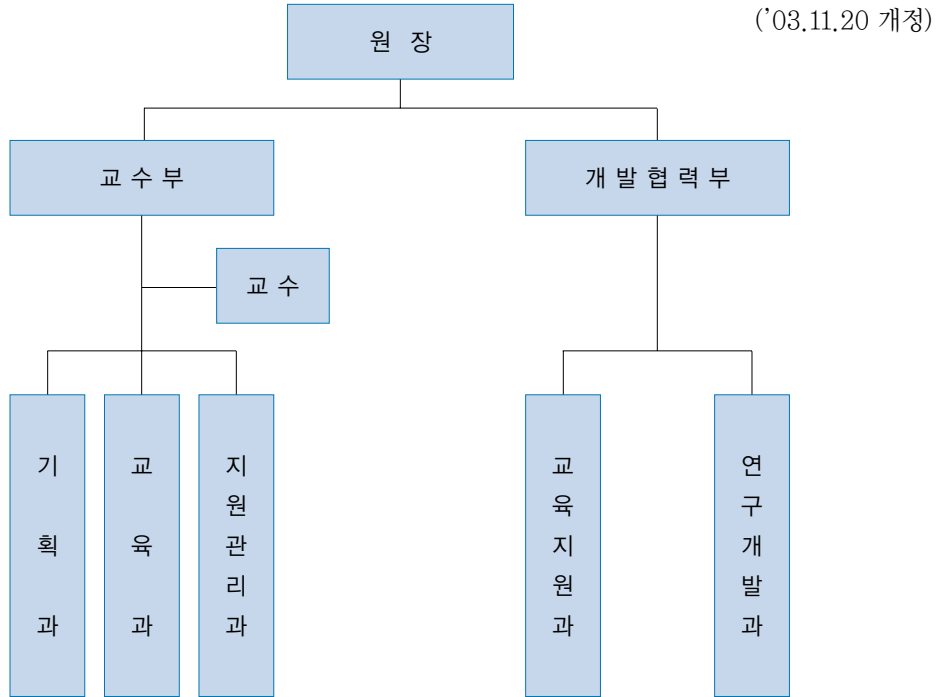 ('03.11.20 개정)
원 장
교 수 부
개 발 협 력 부
교 수
기 획 과
교 육 과
지원관리과
교육지원과
연구개발과